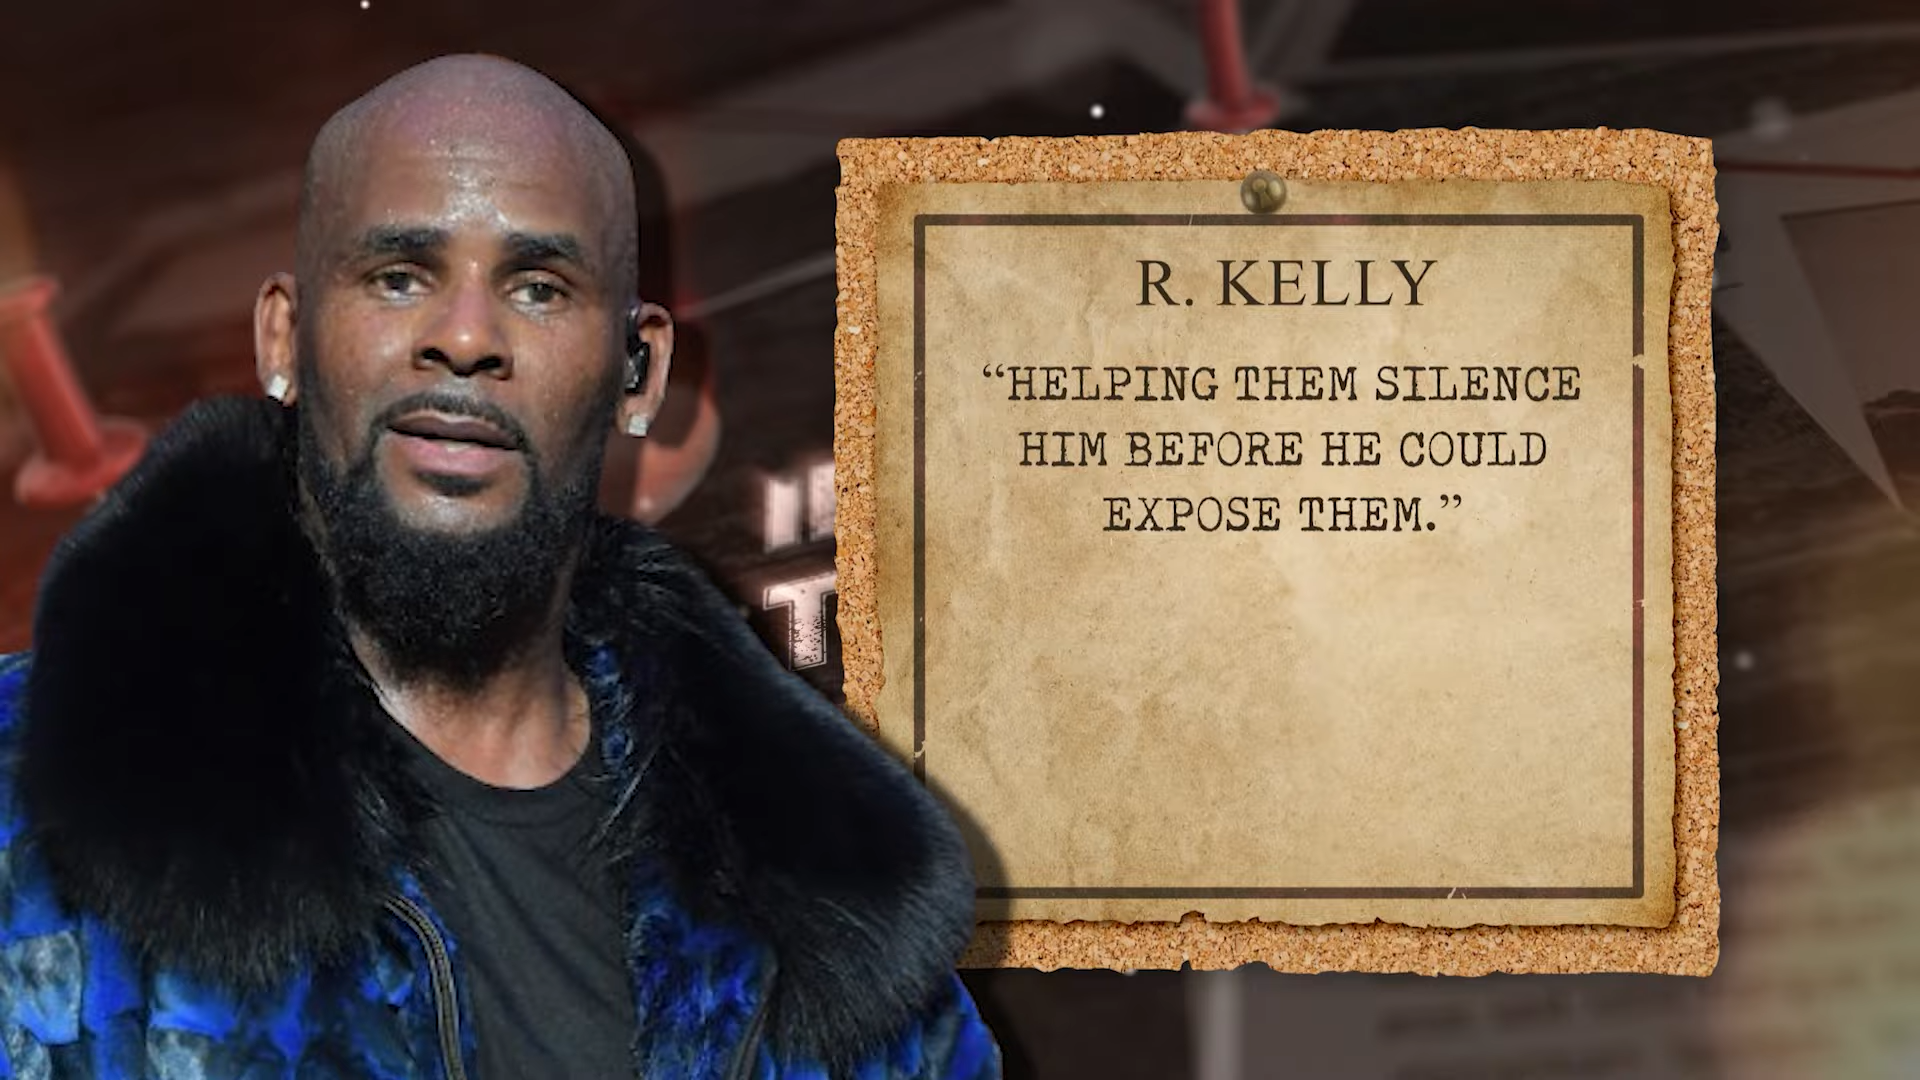 R. KELLY
“HELPING THEM SILENCE
HIM BEFORE HE COULD
EXPOSE THEM.”